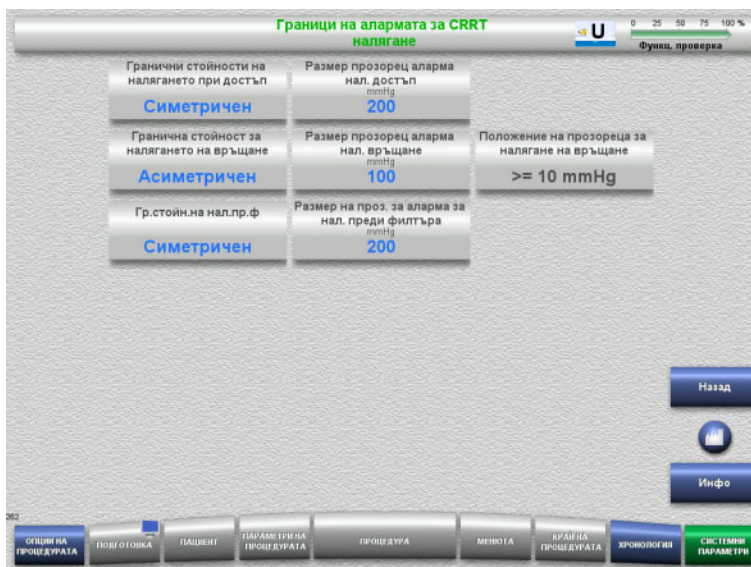 Граници на алармата за CRRT
налягане
U
0 25 50 75 100 %
Функц. проверка
Гранични стойности на
налягането при достъп
Симетричен
Размер прозорец аларма
нал. достъп
mmHg
200
Гранична стойност за
налягането на връщане
Асиметричен
Размер прозорец аларма
нал. връщане
mmHg
100
Положение на прозореца за
налягане на връщане
>= 10 mmHg
Гр.стойн.на нал.пр.ф
Симетричен
Размер на проз. за аларма за
нал. преди филтъра
mmHg
200
Назад
Инфо
262
ОПЦИИ НА
ПРОЦЕДУРАТА
ПОДГОТОВКА
ПАЦИЕНТ
ПАРАМЕТРИ НА
ПРОЦЕДУРАТА
ПРОЦЕДУРА
МЕНЮТА
КРАЙ НА
ПРОЦЕДУРАТА
ХРОНОЛОГИЯ
СИСТЕМНИ
ПАРАМЕТРИ